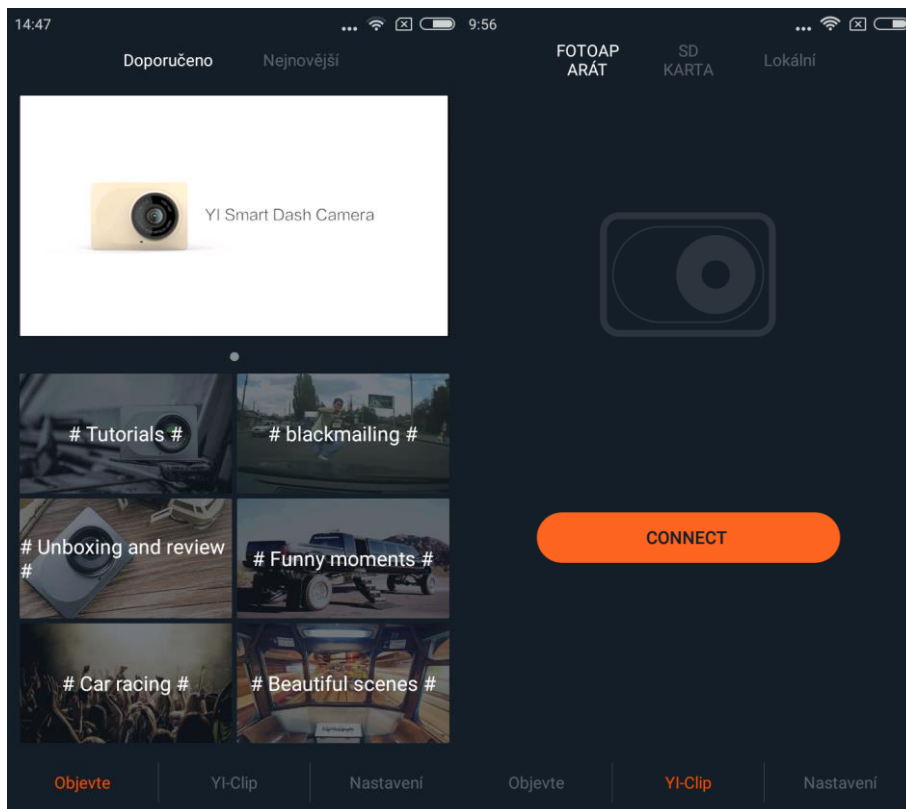 14:47
Doporučeno
Nejnovější
YI Smart Dash Camera
# Tutorials #
# blackmailing #
# Unboxing and review
#
# Funny moments #
# Car racing #
# Beautiful scenes #
Objevte
YI-Clip
Nastavení
9:56
FOTOAP
ARÁT
SD
KARTA
Lokální
CONNECT
Objevte
YI-Clip
Nastavení